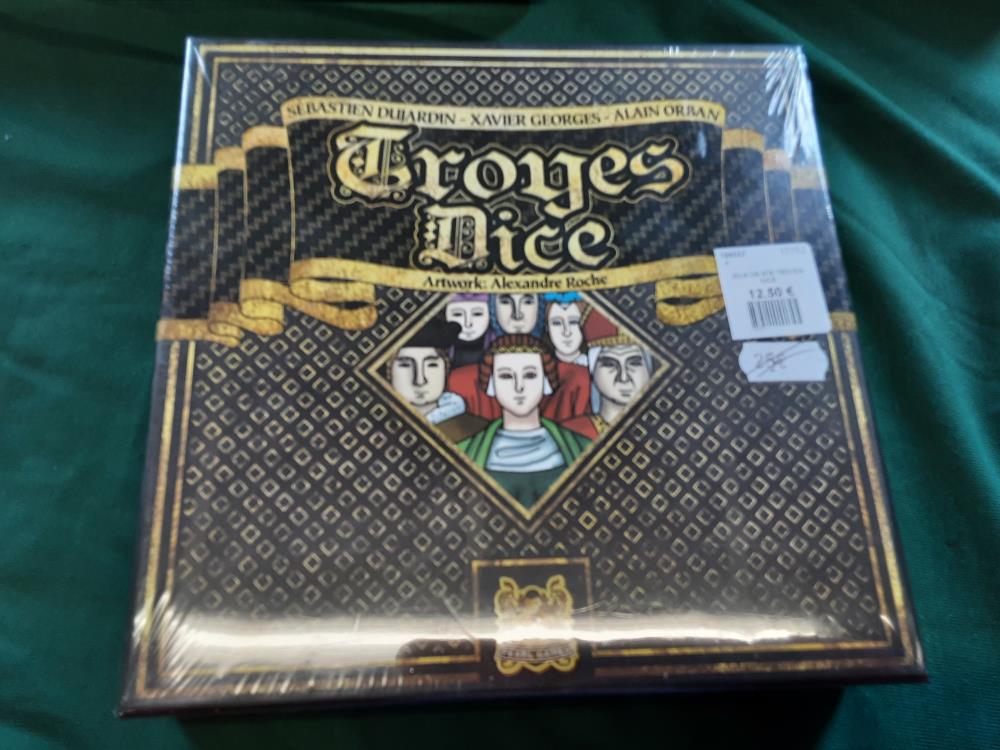 SÉBASTIEN DUJARDIN - XAVIER GEORGES - ALAIN ORBAN
Troyes
Dice
Artwork: Alexandre Roche
12.50 €
25€